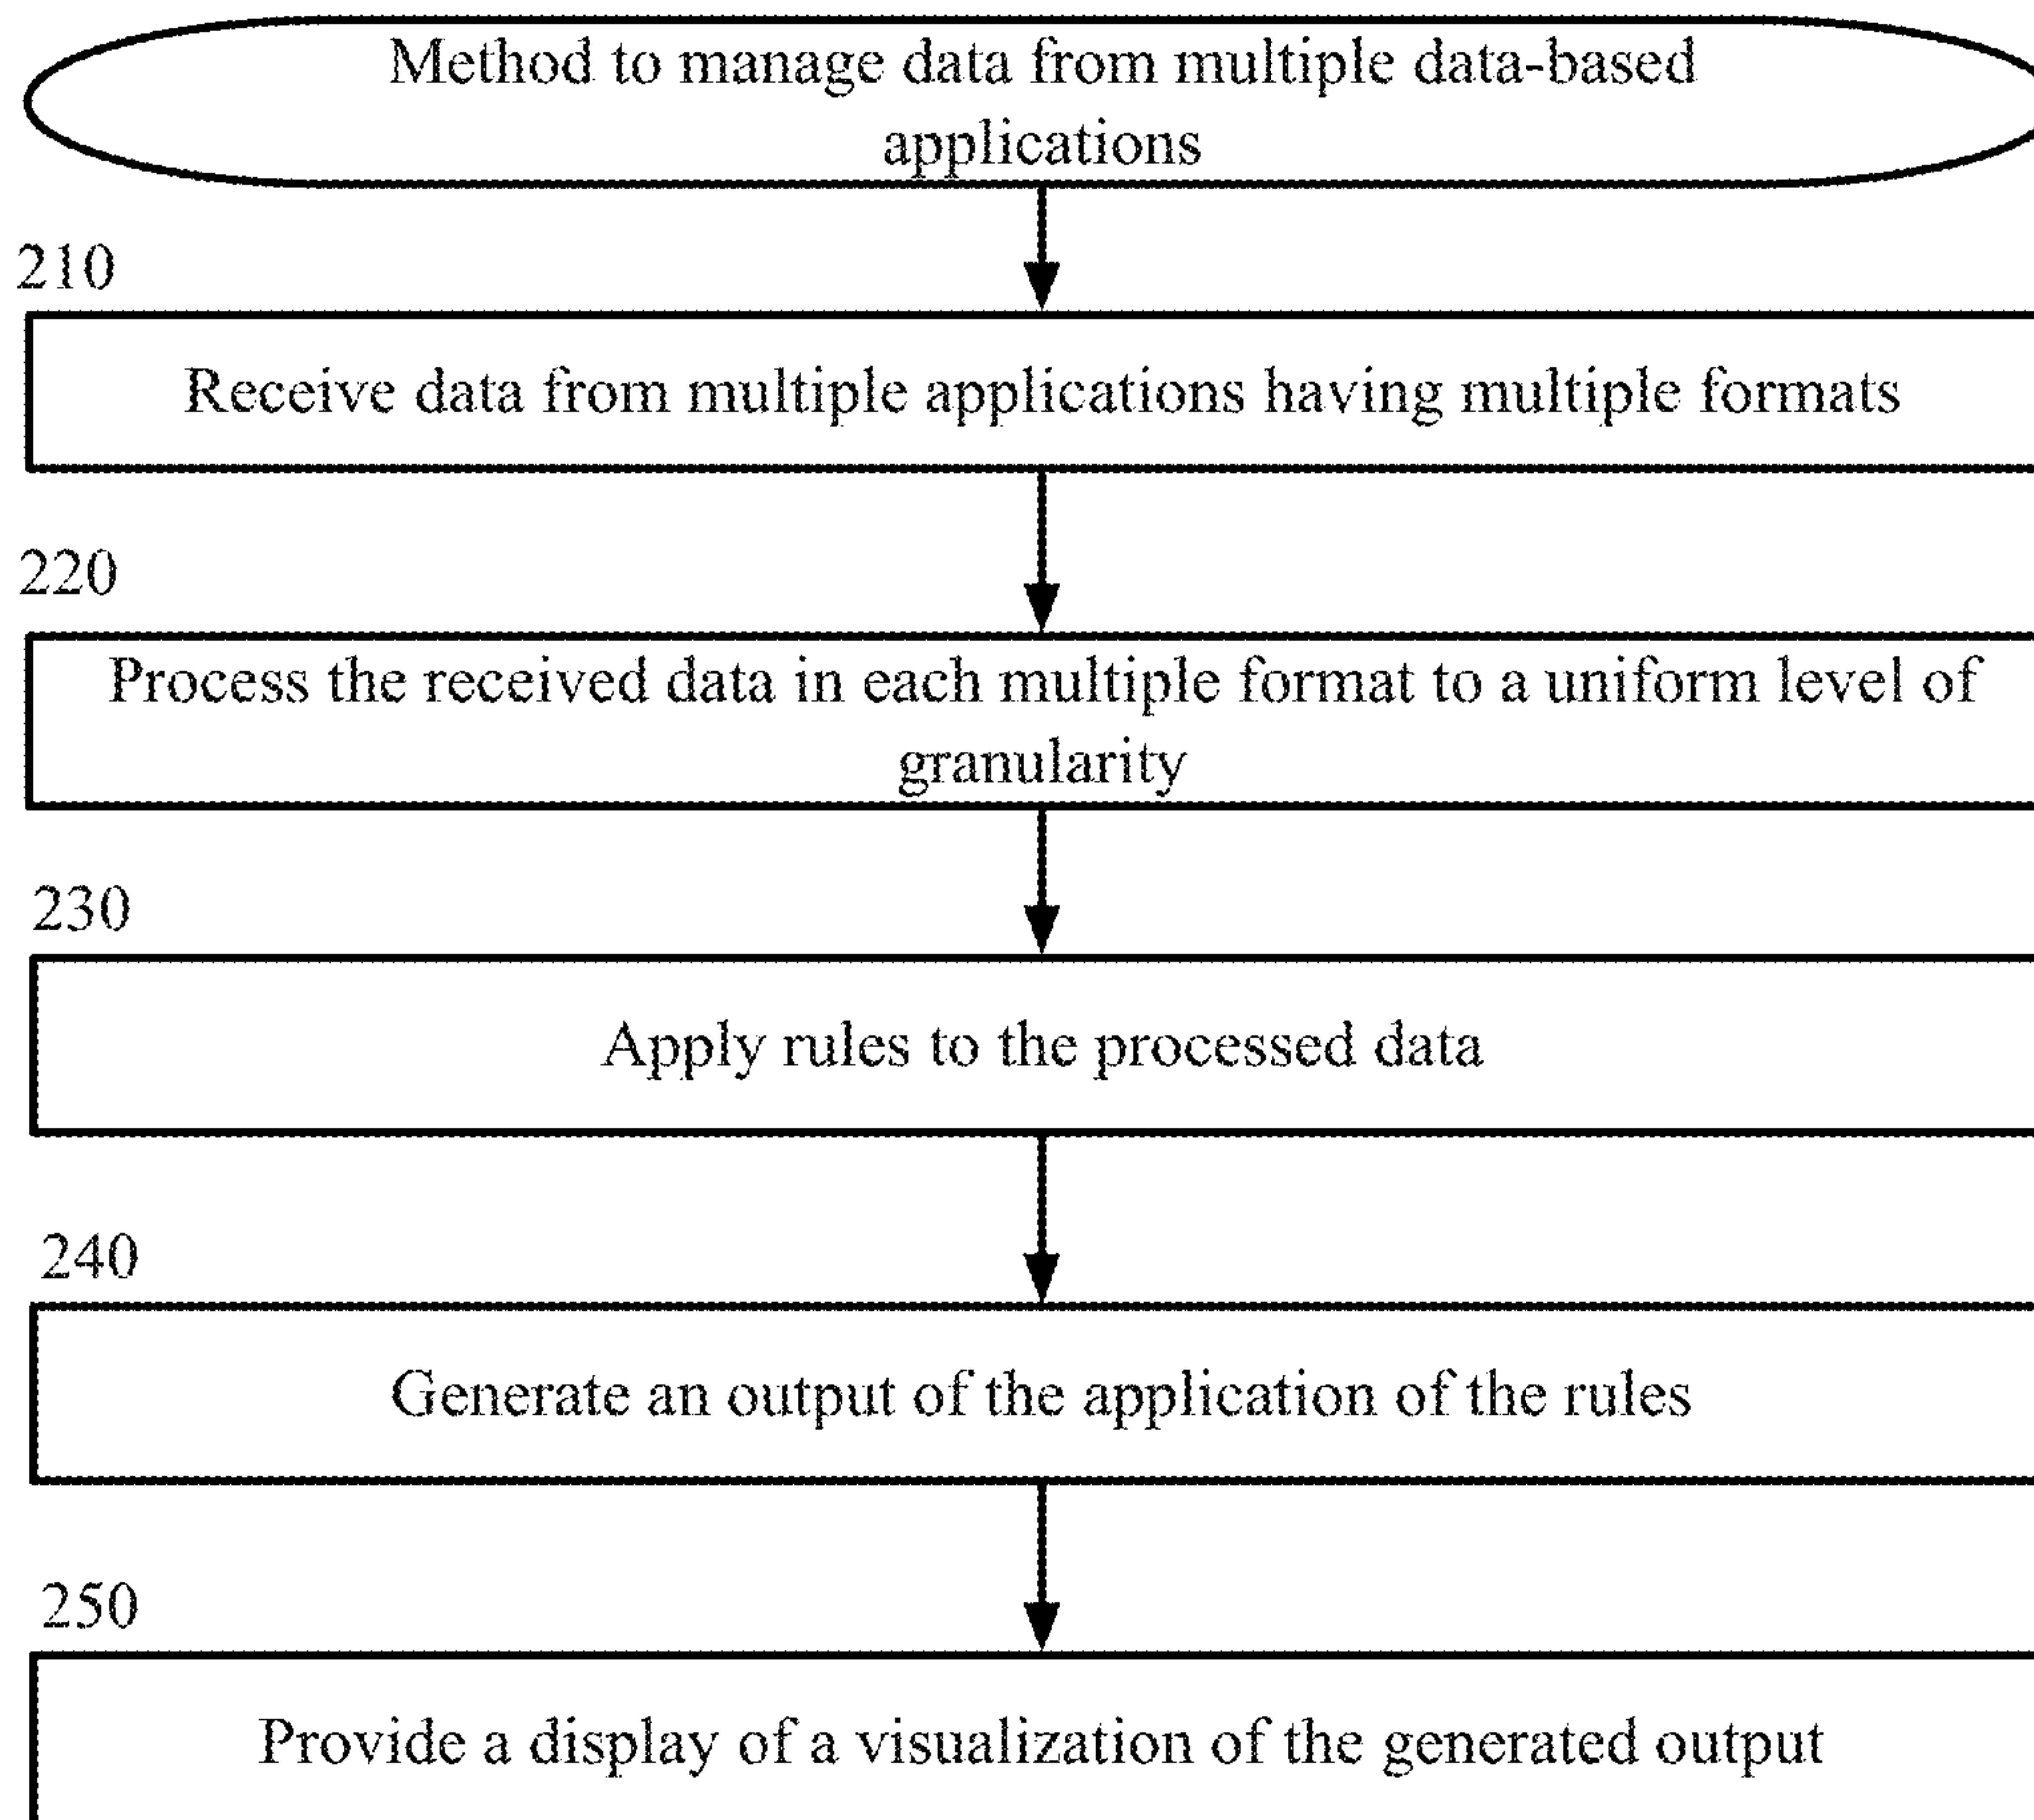 Method to manage data from multiple data-based
applications
210
Receive data from multiple applications having multiple formats
220
Process the received data in each multiple format to a uniform level of
granularity
230
Apply rules to the processed data
240
Generate an output of the application of the rules
250
Provide a display of a visualization of the generated output